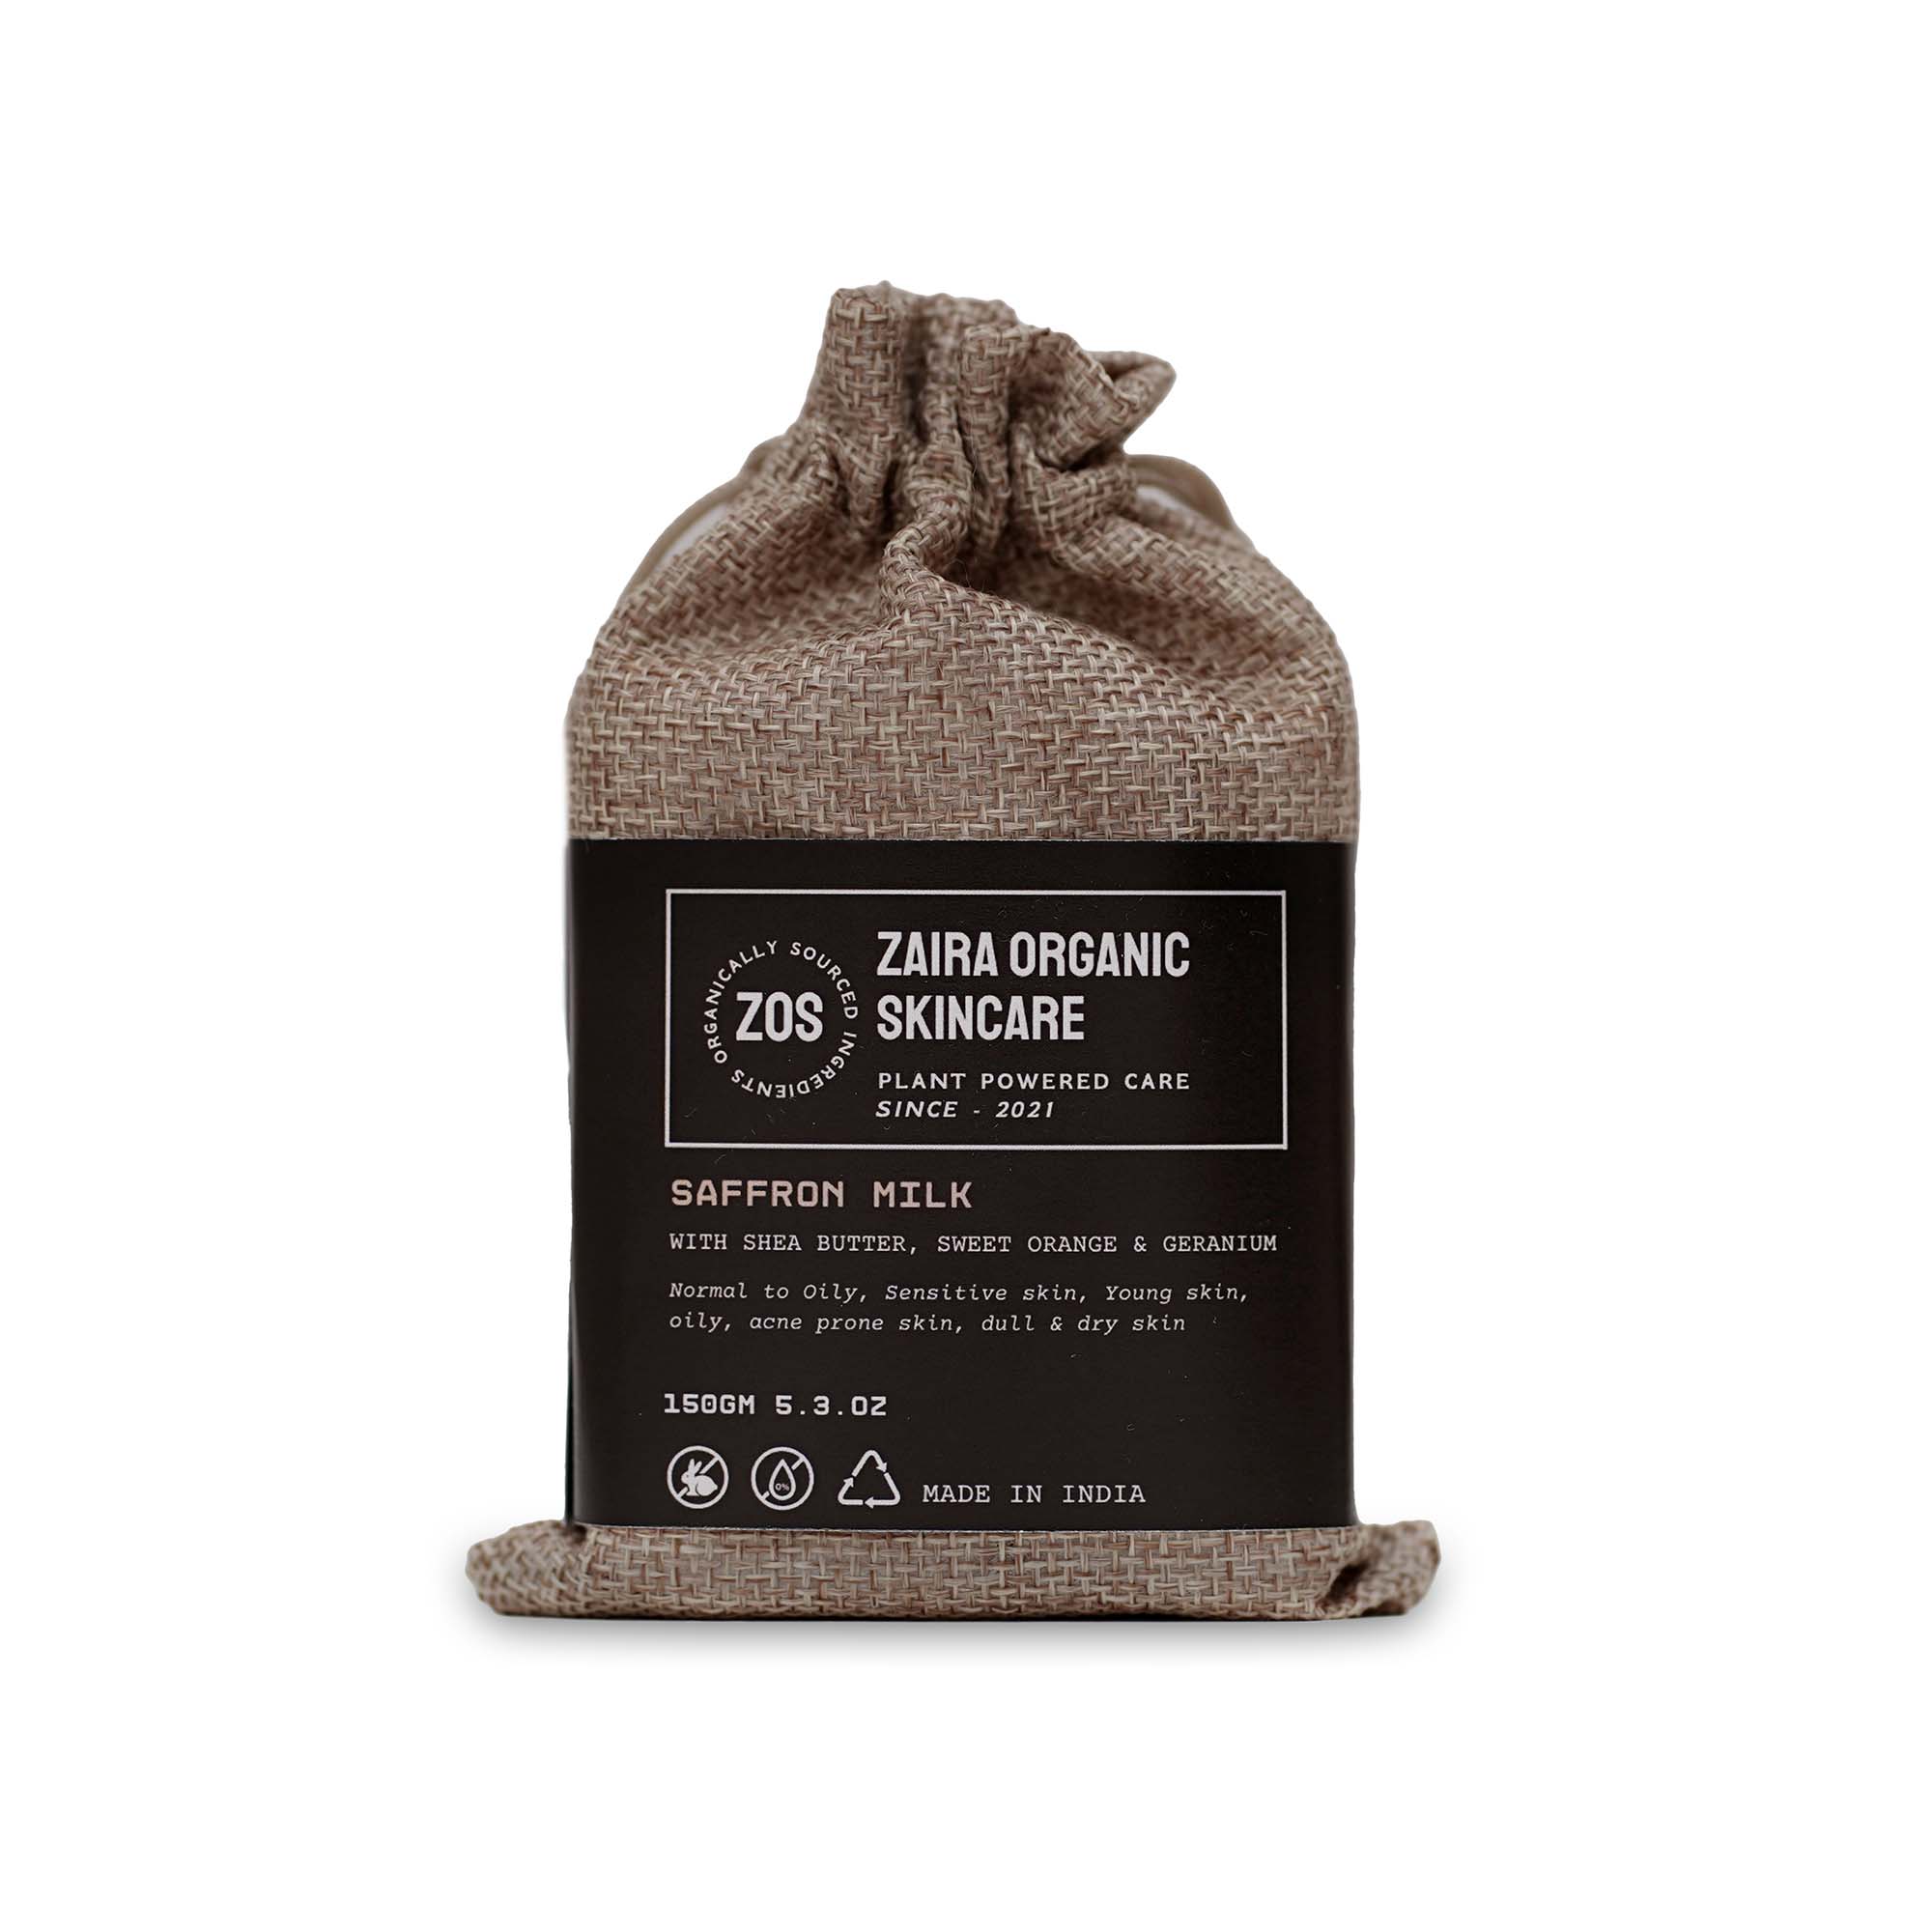 ORGANICALLY SOURCED INGREDIENTS
ZOS
ZAIRA ORGANIC
SKINCARE
PLANT POWERED CARE
SINCE - 2021
SAFFRON MILK
WITH SHEA BUTTER, SWEET ORANGE & GERANIUM
Normal to Oily, Sensitive skin, Young skin,
oily, acne prone skin, dull & dry skin
150GM 5.3.OZ
0%
MADE IN INDIA